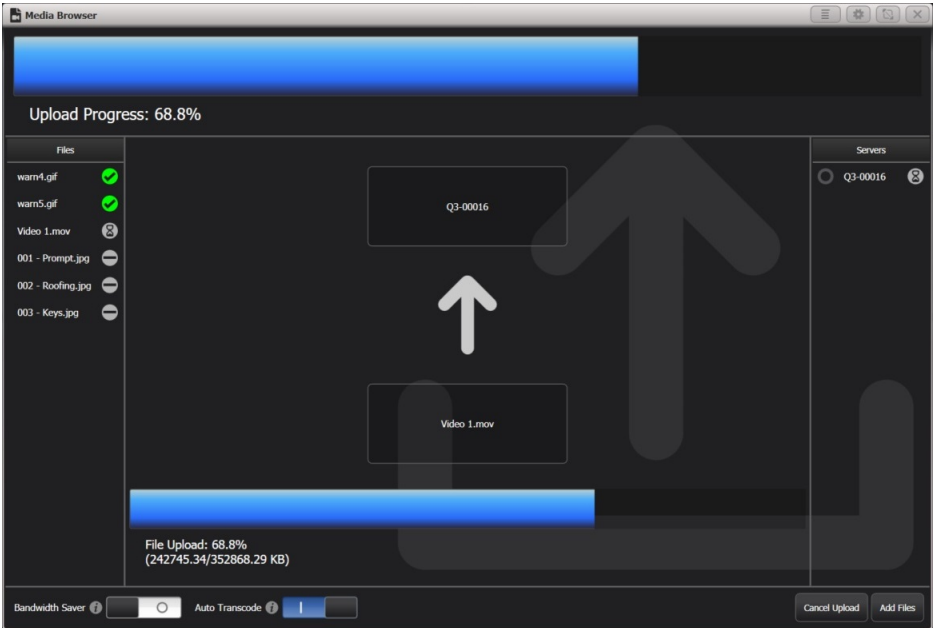 Media Browser
Upload Progress: 68.8%
Files
Servers
warn4.gif
Q3-00016
warn5.gif
Q3-00016
Video 1.mov
001 - Prompt.jpg
002 - Roofing.jpg
003 - Keys.jpg
Video 1.mov
File Upload: 68.8%
(242745.34/352868.29 KB)
Bandwidth Saver
Auto Transcode
Cancel Upload
Add Files